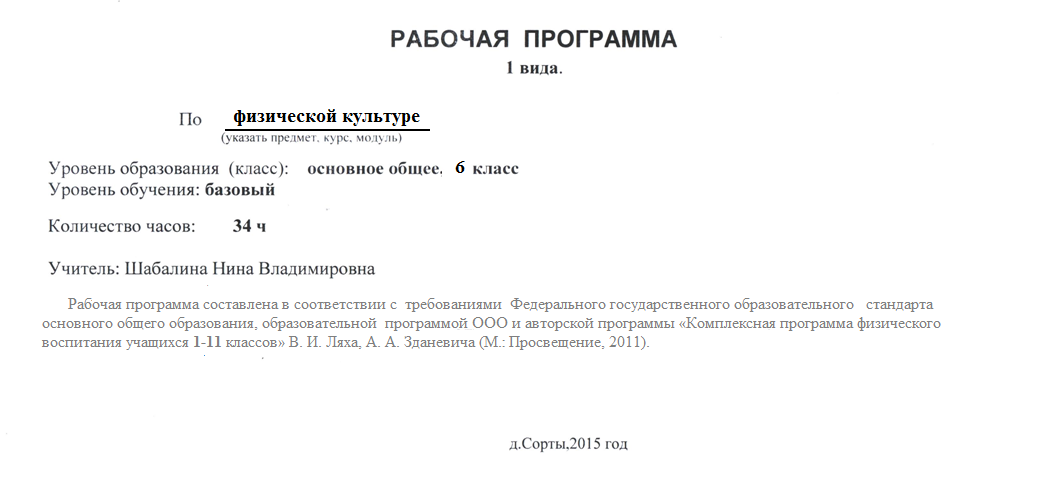 РАБОЧАЯ ПРОГРАММА
1 вида.
По физической культуре
(указать предмет, курс, модуль)
Уровень образования (класс): основное общее, 6 класс
Уровень обучения: базовый
Количество часов: 34 ч
Учитель: Шабалина Нина Владимировна
Рабочая программа составлена в соответствии с требованиями Федерального государственного образовательного стандарта
основного общего образования, образовательной программой ООО и авторской программы «Комплексная программа физического
воспитания учащихся 1-11 классов» В. И. Ляха, А. А. Зданевича (М.: Просвещение, 2011).
д.Сорты,2015 год